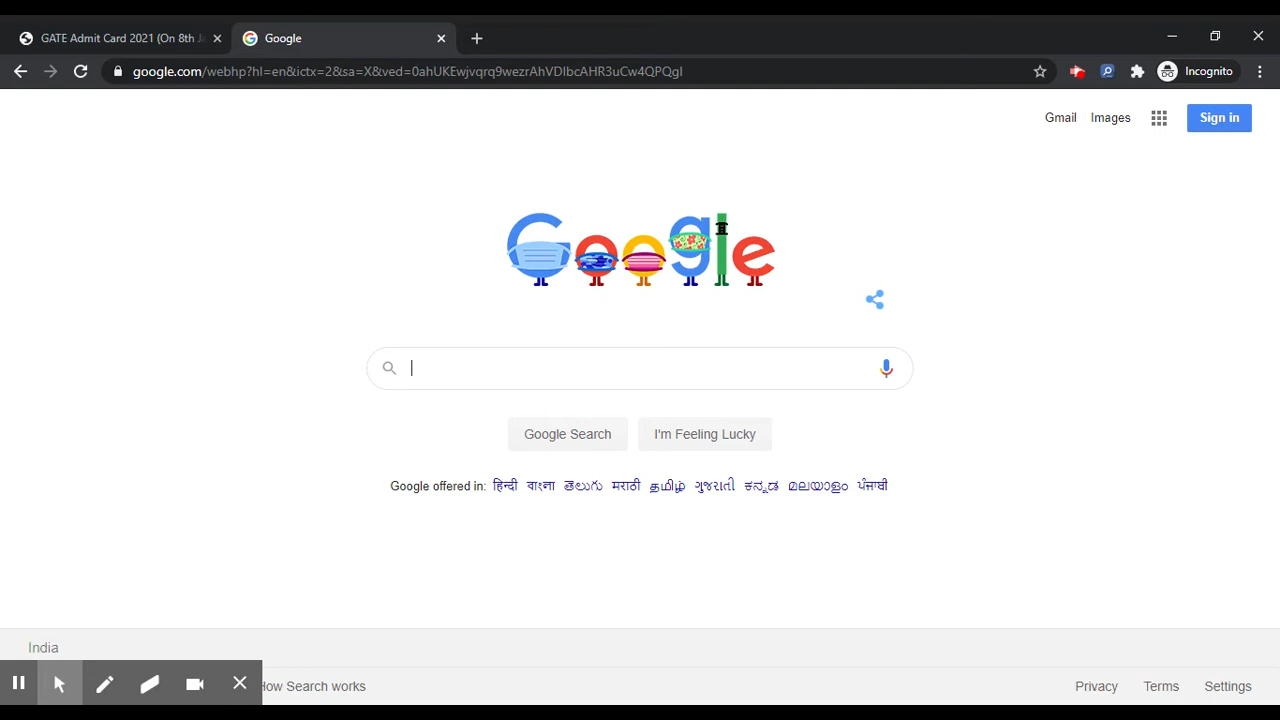 GATE Admit Card 2021 (On 8th Ja
Google
google.com/webhp?hl=en&ictx=2&sa=X&ved=0ahUKEwjvqrq9wezrAhVDIbcAHR3uCw4QPQgI
Incognito
Gmail Images Sign in
Google
Google Search I'm Feeling Lucky
Google offered in: हिन्दी বাংলা తెలుగు मराठी தமிழ் ગુજરાતી ಕನ್ನಡ മലയാളം ਪੰਜਾਬੀ
India
How Search works Privacy Terms Settings